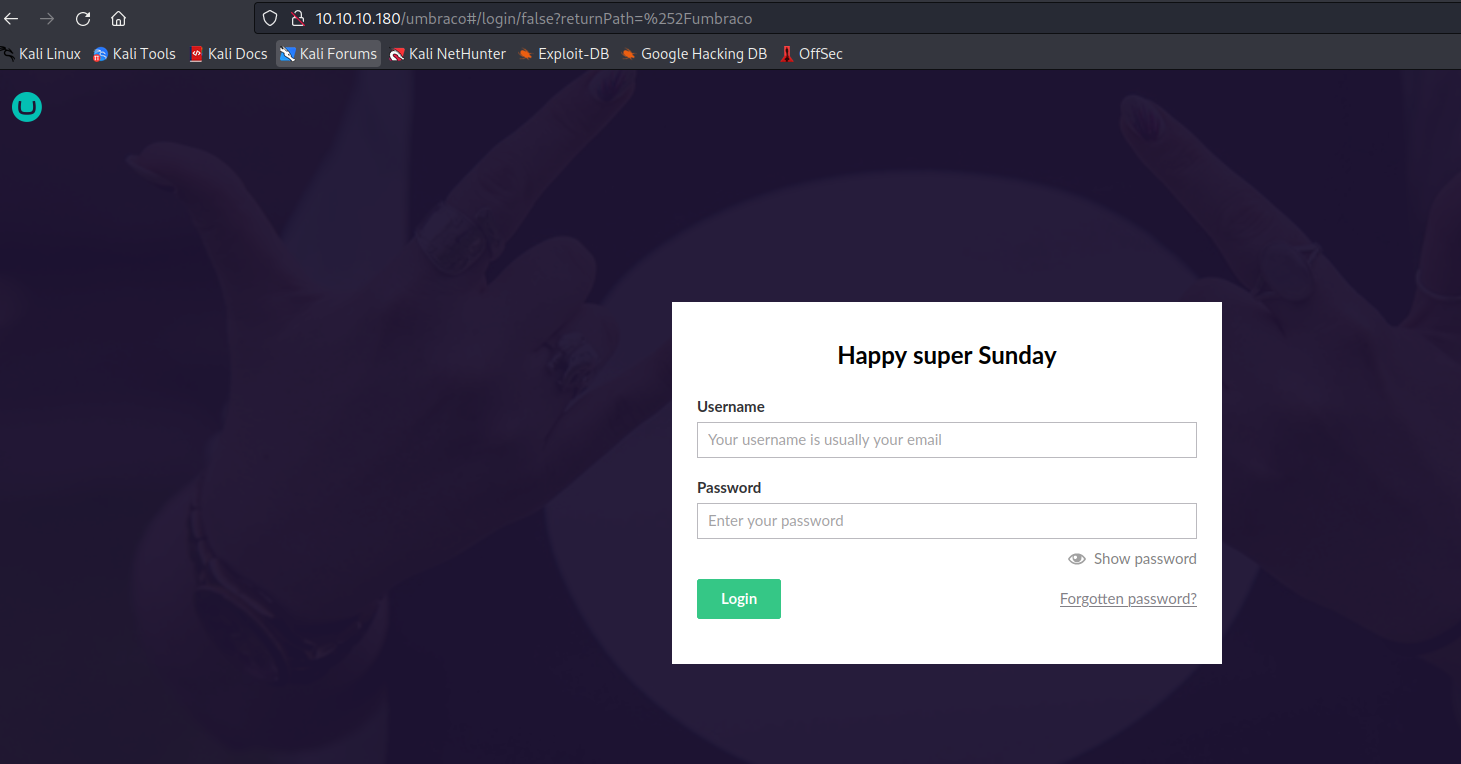 10.10.10.180/umbraco#/login/false?returnPath=%252Fumbraco
Kali Linux Kali Tools Kali Docs Kali Forums Kali NetHunter Exploit-DB Google Hacking DB OffSec
Happy super Sunday
Username
Your username is usually your email
Password
Enter your password
Show password
Login Forgotten password?